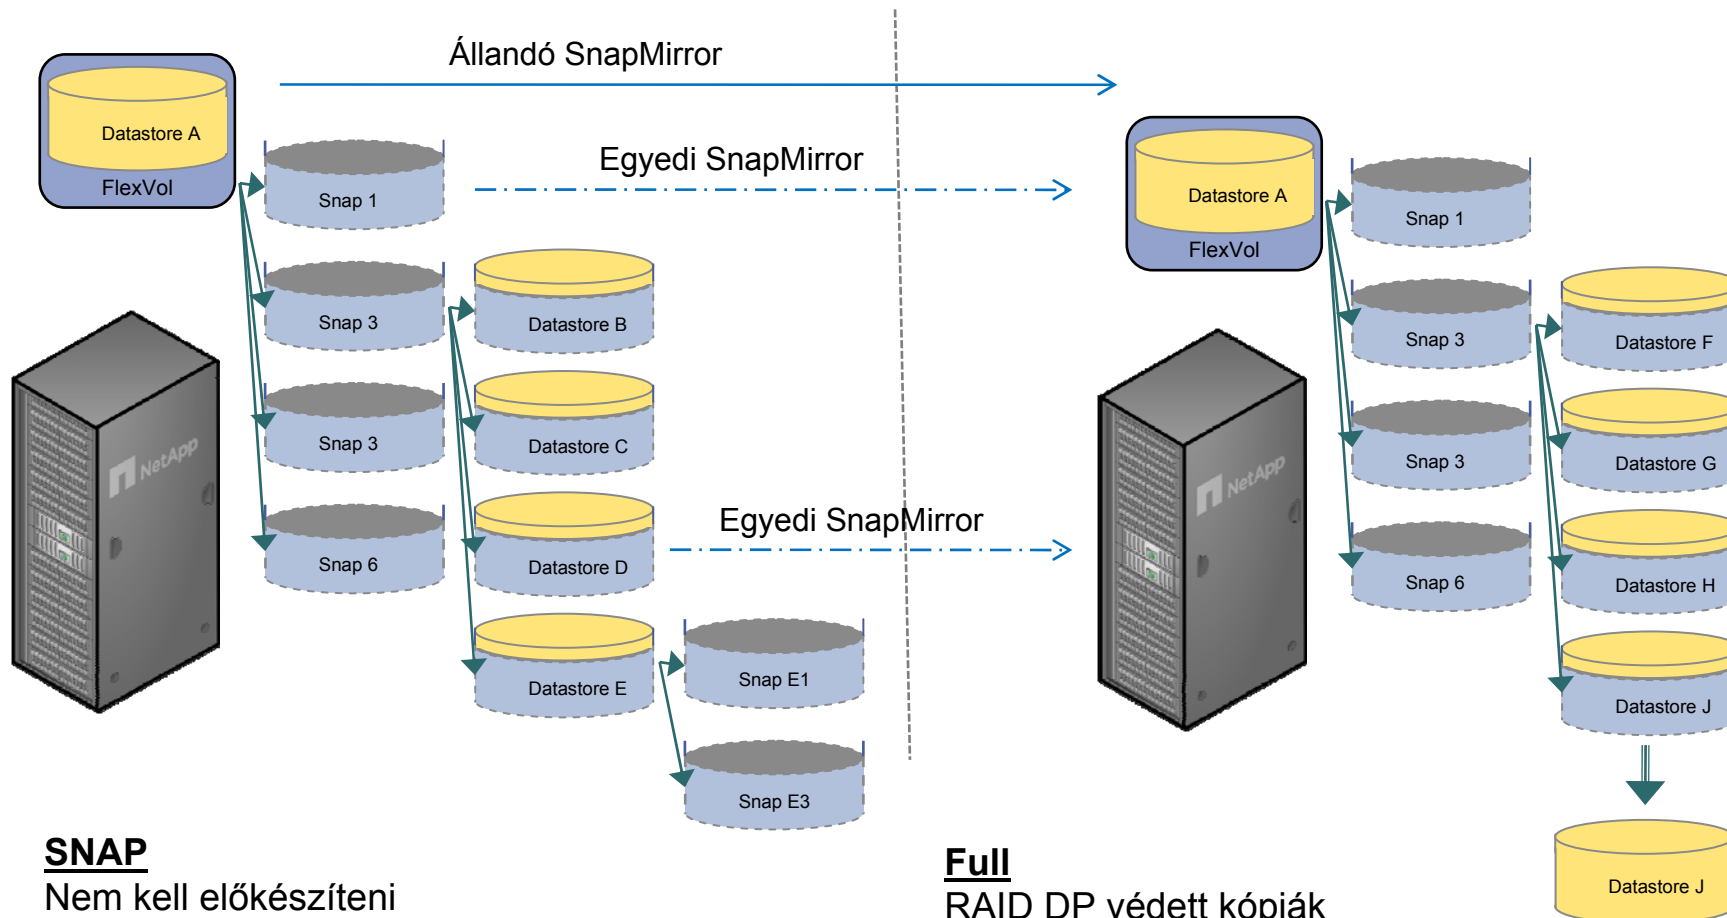 Állandó SnapMirror
Datastore A
FlexVol
Egyedi SnapMirror
Snap 1
Snap 3
Datastore B
Snap 3
Datastore C
NetApp
Egyedi SnapMirror
Snap 6
Datastore D
Datastore E
Snap E1
Snap E3
Datastore A
FlexVol
Snap 1
Snap 3
Datastore F
Snap 3
Datastore G
NetApp
Snap 6
Datastore H
Datastore J
Datastore J
SNAP
Nem kell előkészíteni
Full
RAID DP védett kópiák